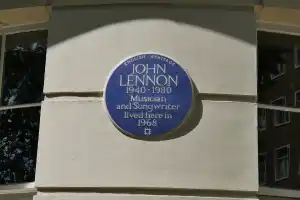 ENGLISH HERITAGE
JOHN
LENNON
1940-1980
Musician
and Songwriter
lived here in
1968